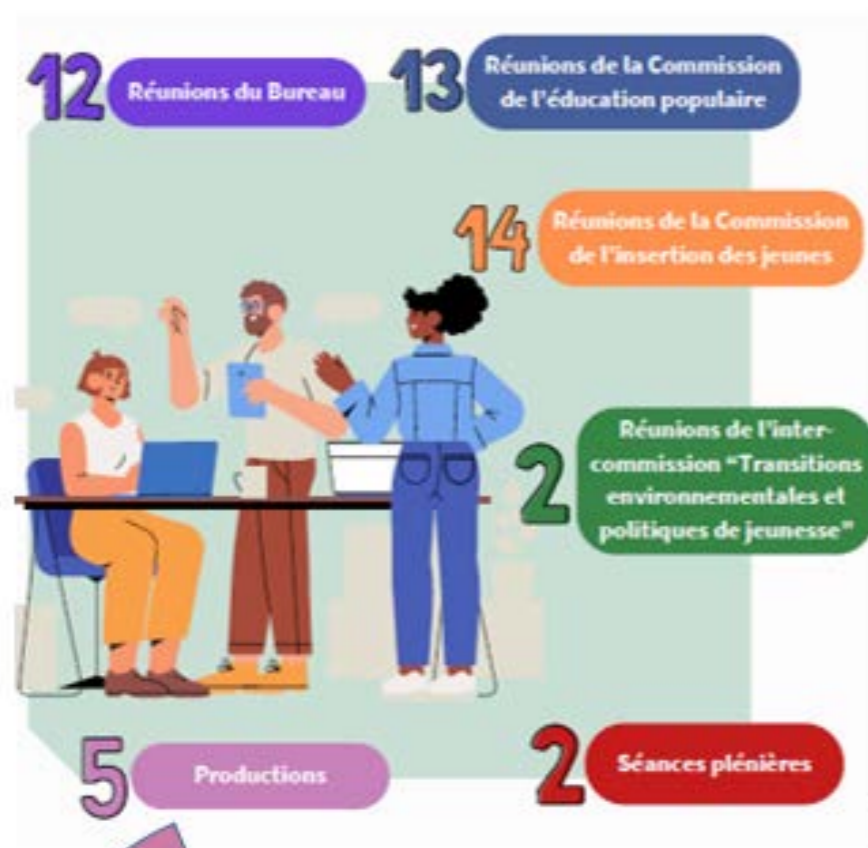 12
Réunions du Bureau
13
Réunions de la Commission
de l'éducation populaire
14
Réunions de la Commission
de l'insertion des jeunes
2
Réunions de l'inter-
commission “Transitions
environnementales et
politiques de jeunesse”
5
Productions
2
Séances plénières